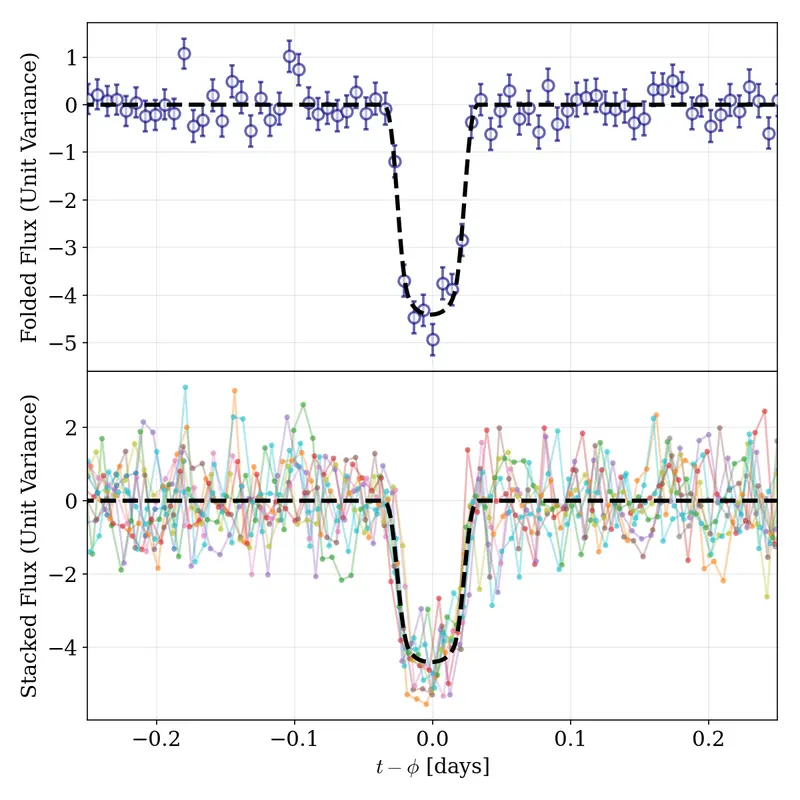 Folded Flux (Unit Variance)
1
0
−1
−2
−3
−4
−5
Stacked Flux (Unit Variance)
2
0
−2
−4
−0.2 −0.1 0.0 0.1 0.2
t − ϕ [days]